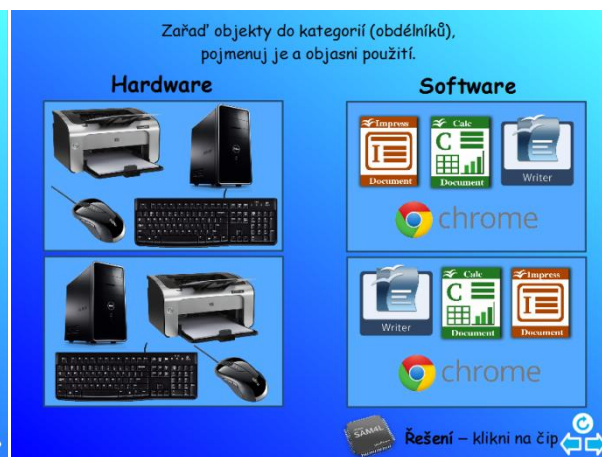 Zařaď objekty do kategorií (obdélníků),
pojmenuj je a objasni použití.
Hardware
Software
Impress
Document
Calc
C
Document
Writer
chrome
Writer
Calc
C
Document
Impress
Document
chrome
SAM4L
Řešení – klikni na čip